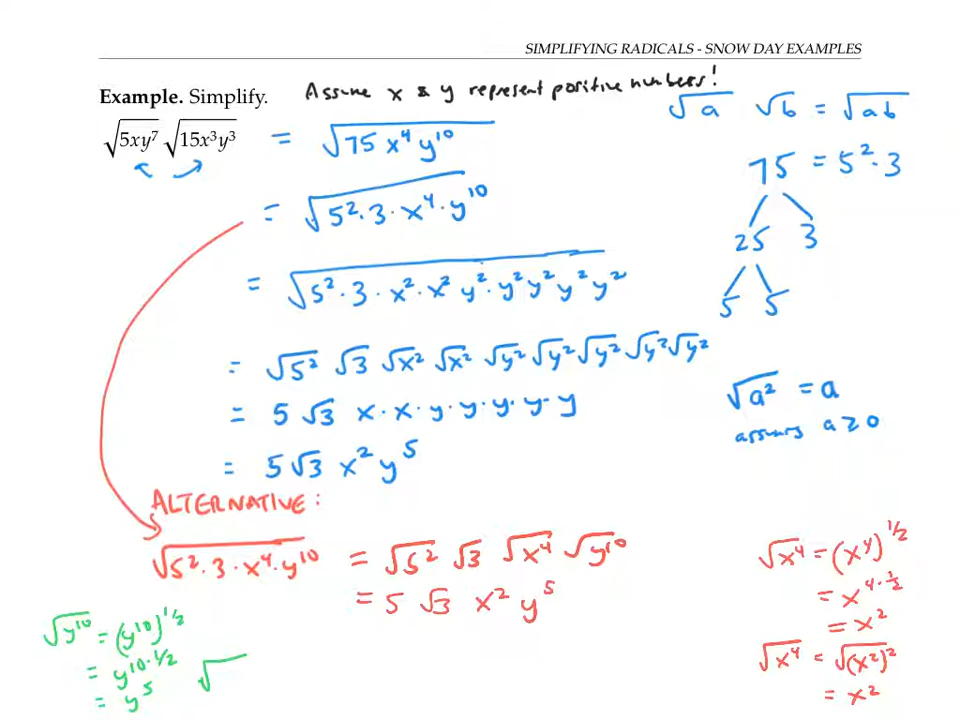 SIMPLIFYING RADICALS - SNOW DAY EXAMPLES
Example. Simplify. Assume x & y represent positive numbers!
√a √b = √ab
√(5xy⁷) √(15x³y³) = √(75 x⁴ y¹⁰)
75 = 5²·3
25 3
5 5
= √(5²·3·x⁴·y¹⁰)
= √(5²·3·x²·x² y²·y² y² y² y²)
= √5² √3 √x² √x² √y² √y² √y² √y² √y²
= 5 √3 x·x·y·y·y·y·y
= 5 √3 x² y⁵
√a² = a
assumes a ≥ 0
ALTERNATIVE:
√(5²·3·x⁴·y¹⁰) = √5² √3 √x⁴ √y¹⁰
= 5 √3 x² y⁵
√x⁴ = (x⁴)^1/2
= x^4·1/2
= x²
√x⁴ = √(x²)²
= x²
√y¹⁰ = (y¹⁰)^1/2
= y^10·1/2 √
= y⁵